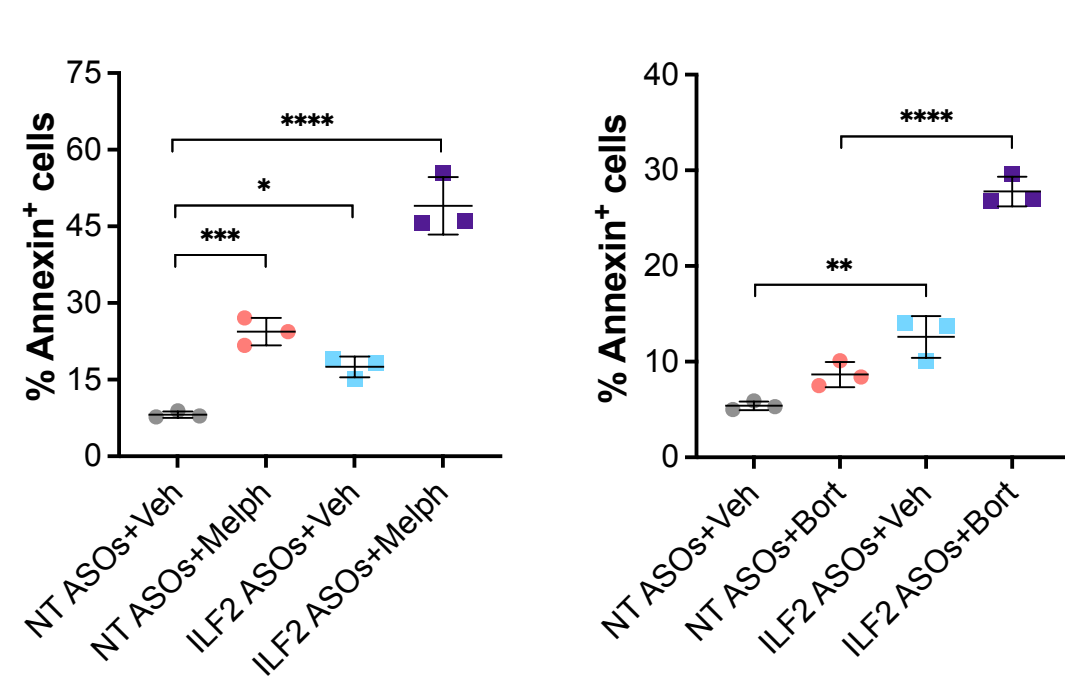 % Annexin⁺ cells
75
60
45
30
15
0
****
*
***
NT ASOs+Veh
NT ASOs+Melph
ILF2 ASOs+Veh
ILF2 ASOs+Melph
% Annexin⁺ cells
40
30
20
10
0
****
**
NT ASOs+Veh
NT ASOs+Bort
ILF2 ASOs+Veh
ILF2 ASOs+Bort